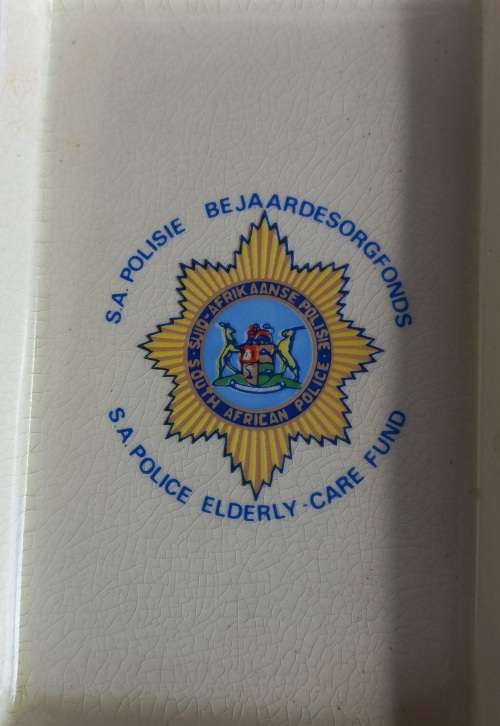 S.A. POLISIE BEJAARDESORGFONDS
SUID-AFRIKAANSE POLISIE
SOUTH AFRICAN POLICE
S.A. POLICE ELDERLY-CARE FUND